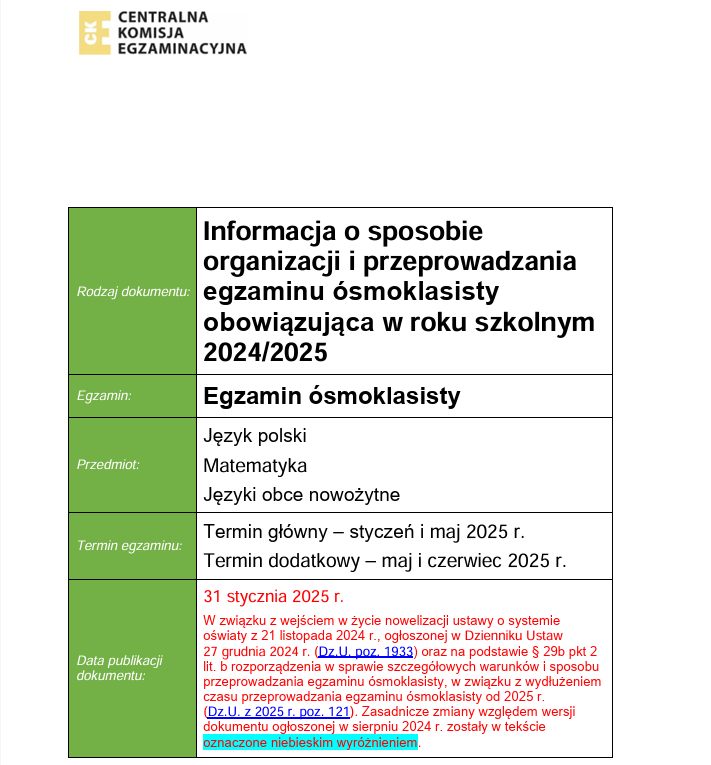 CKE
CENTRALNA
KOMISJA
EGZAMINACYJNA
Rodzaj dokumentu:
Informacja o sposobie
organizacji i przeprowadzania
egzaminu ósmoklasisty
obowiązująca w roku szkolnym
2024/2025
Egzamin:
Egzamin ósmoklasisty
Przedmiot:
Język polski
Matematyka
Języki obce nowożytne
Termin egzaminu:
Termin główny – styczeń i maj 2025 r.
Termin dodatkowy – maj i czerwiec 2025 r.
Data publikacji
dokumentu:
31 stycznia 2025 r.
W związku z wejściem w życie nowelizacji ustawy o systemie
oświaty z 21 listopada 2024 r., ogłoszonej w Dzienniku Ustaw
27 grudnia 2024 r. (Dz.U. poz. 1933) oraz na podstawie § 29b pkt 2
lit. b rozporządzenia w sprawie szczegółowych warunków i sposobu
przeprowadzania egzaminu ósmoklasisty, w związku z wydłużeniem
czasu przeprowadzania egzaminu ósmoklasisty od 2025 r.
(Dz.U. z 2025 r. poz. 121). Zasadnicze zmiany względem wersji
dokumentu ogłoszonej w sierpniu 2024 r. zostały w tekście
oznaczone niebieskim wyróżnieniem.